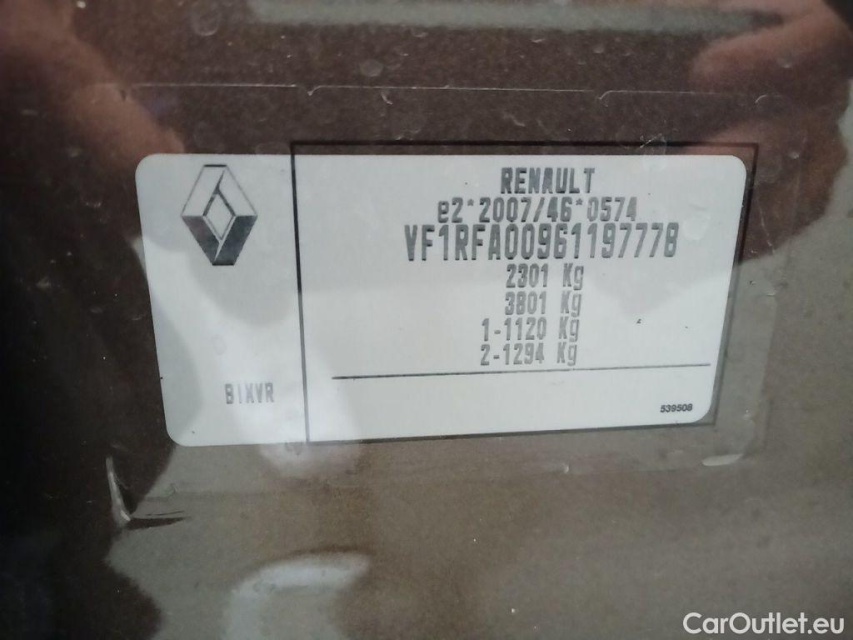 RENAULT
e2*2007/46*0574
VF1RFA00961197778
2301 Kg
3801 Kg
1-1120 Kg
2-1294 Kg
B1XVR
539508
CarOutlet.eu